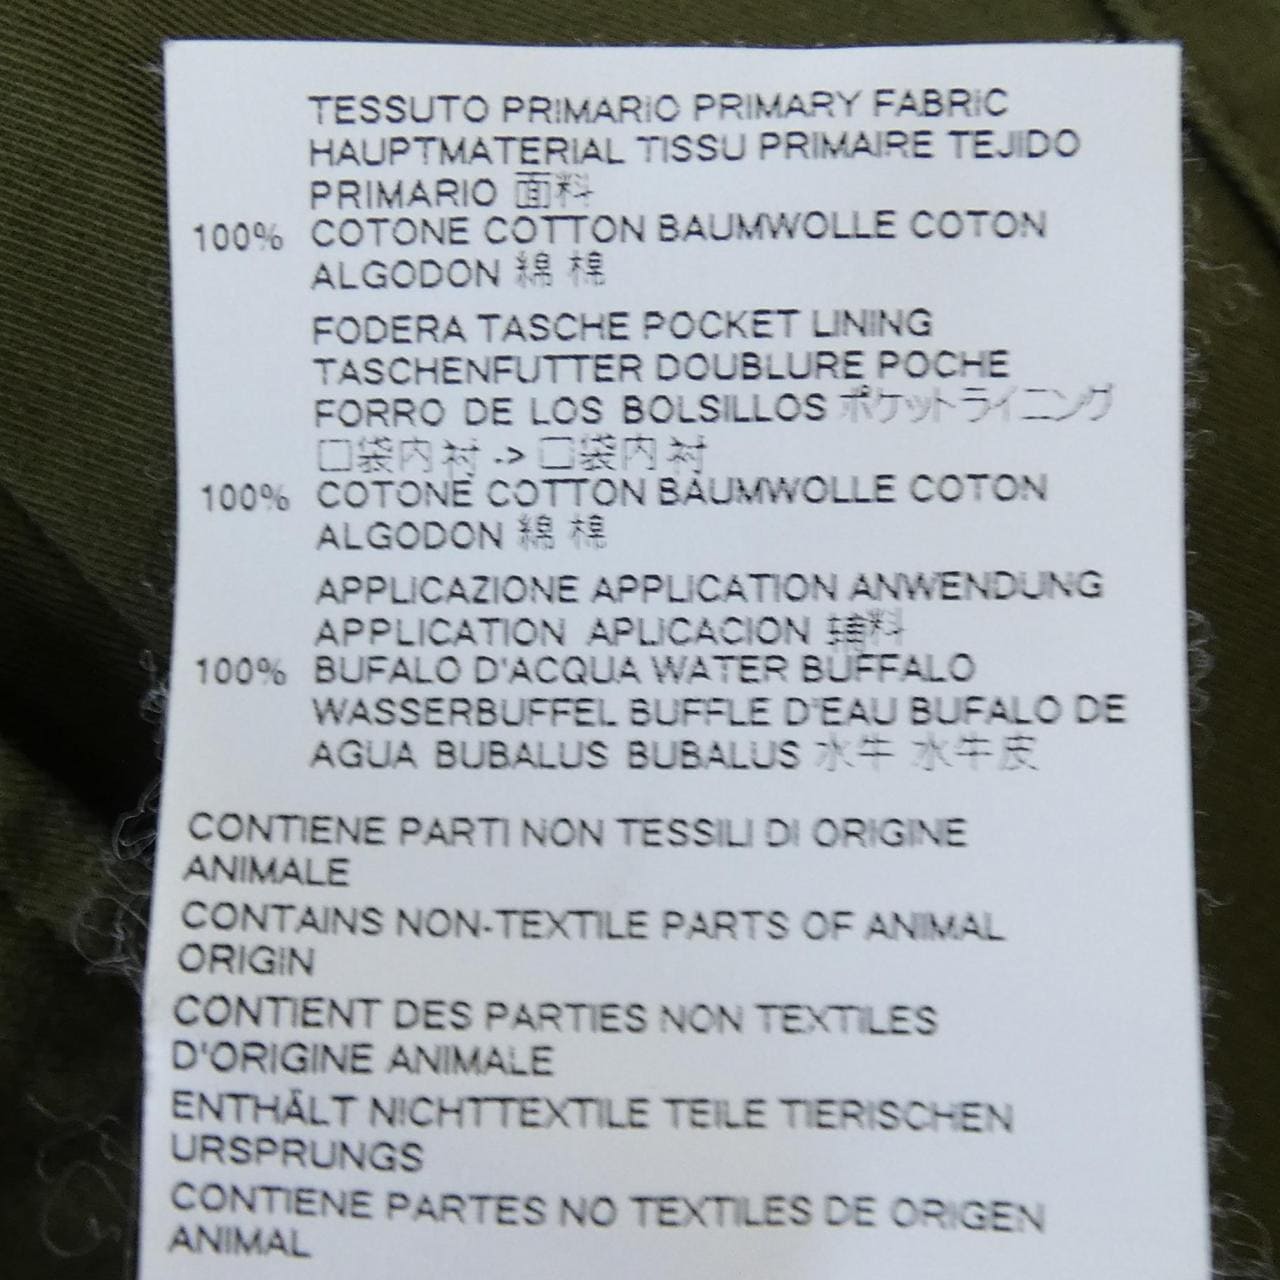 TESSUTO PRIMARIO PRIMARY FABRIC
HAUPTMATERIAL TISSU PRIMAIRE TEJIDO
PRIMARIO 面料
100% COTONE COTTON BAUMWOLLE COTON
ALGODON 綿 棉
FODERA TASCHE POCKET LINING
TASCHENFUTTER DOUBLURE POCHE
FORRO DE LOS BOLSILLOS ポケットライニング
口袋内衬 -> 口袋内衬
100% COTONE COTTON BAUMWOLLE COTON
ALGODON 綿 棉
APPLICAZIONE APPLICATION ANWENDUNG
APPLICATION APLICACION 辅料
100% BUFALO D'ACQUA WATER BUFFALO
WASSERBUFFEL BUFFLE D'EAU BUFALO DE
AGUA BUBALUS BUBALUS 水牛 水牛皮
CONTIENE PARTI NON TESSILI DI ORIGINE
ANIMALE
CONTAINS NON-TEXTILE PARTS OF ANIMAL
ORIGIN
CONTIENT DES PARTIES NON TEXTILES
D'ORIGINE ANIMALE
ENTHÄLT NICHTTEXTILE TEILE TIERISCHEN
URSPRUNGS
CONTIENE PARTES NO TEXTILES DE ORIGEN
ANIMAL